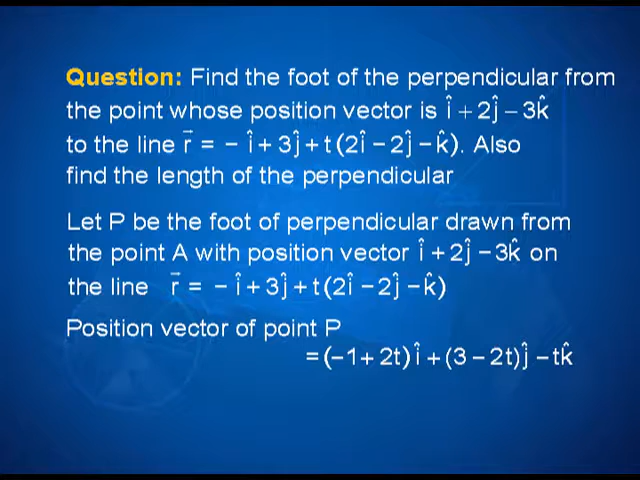 Question: Find the foot of the perpendicular from
the point whose position vector is î + 2ĵ − 3k̂
to the line r⃗ = − î + 3ĵ + t(2î − 2ĵ − k̂). Also
find the length of the perpendicular
Let P be the foot of perpendicular drawn from
the point A with position vector î + 2ĵ − 3k̂ on
the line r⃗ = − î + 3ĵ + t(2î − 2ĵ − k̂)
Position vector of point P
= (−1 + 2t) î + (3 − 2t)ĵ − tk̂